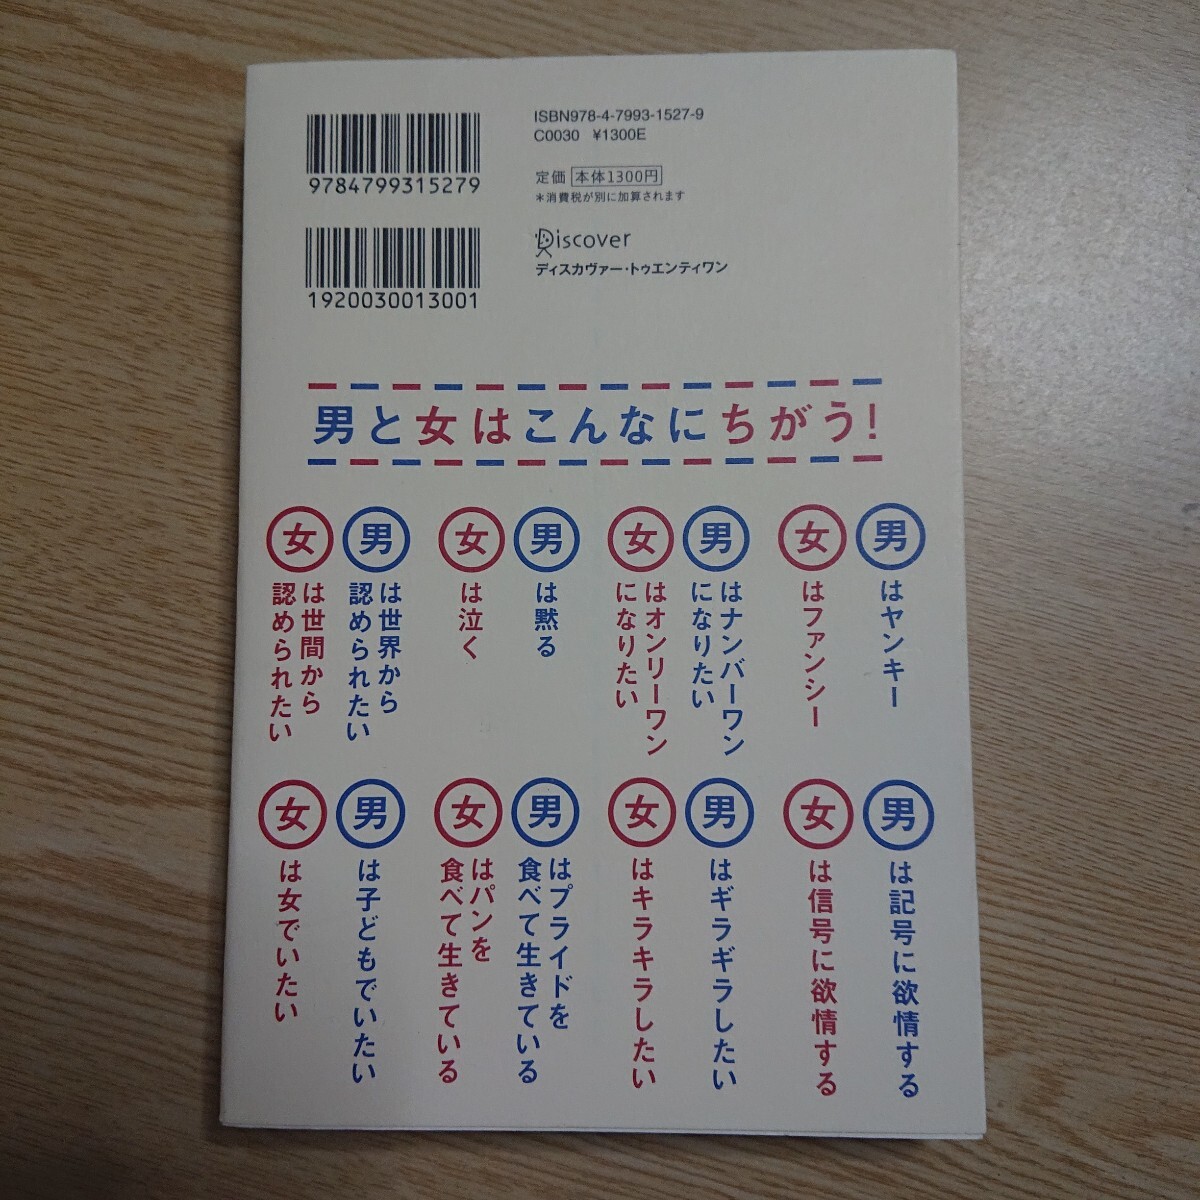 ISBN978-4-7993-1527-9
C0030 ¥1300E
9784799315279
定価 本体1300円
＊消費税が別に加算されます
Discover
ディスカヴァー・トゥエンティワン
1920030013001
男と女はこんなにちがう！
男
はヤンキー
女
はファンシー
男
はナンバーワン
になりたい
女
はオンリーワン
になりたい
男
は黙る
女
は泣く
男
は世界から
認められたい
女
は世間から
認められたい
男
は記号に欲情する
女
は信号に欲情する
男
はギラギラしたい
女
はキラキラしたい
男
はプライドを
食べて生きている
女
はパンを
食べて生きている
男
は子どもでいたい
女
は女でいたい